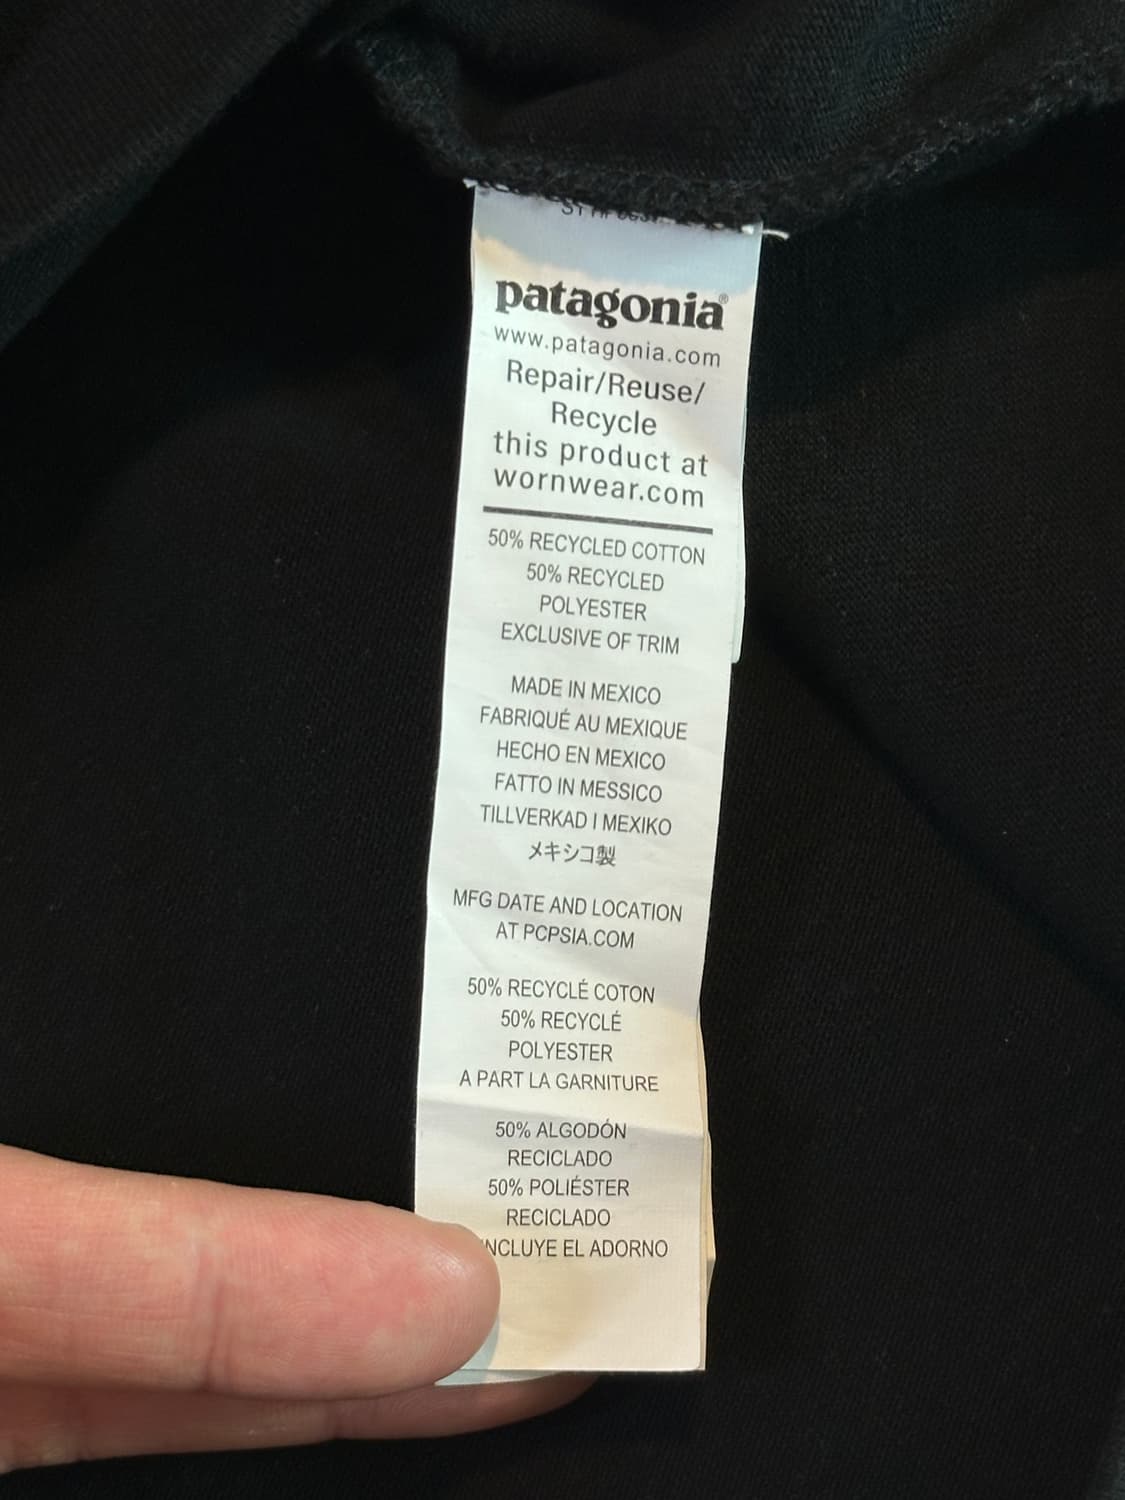 patagonia®
www.patagonia.com
Repair/Reuse/
Recycle
this product at
wornwear.com
50% RECYCLED COTTON
50% RECYCLED
POLYESTER
EXCLUSIVE OF TRIM
MADE IN MEXICO
FABRIQUÉ AU MEXIQUE
HECHO EN MEXICO
FATTO IN MESSICO
TILLVERKAD I MEXIKO
メキシコ製
MFG DATE AND LOCATION
AT PCPSIA.COM
50% RECYCLÉ COTON
50% RECYCLÉ
POLYESTER
A PART LA GARNITURE
50% ALGODÓN
RECICLADO
50% POLIÉSTER
RECICLADO
EL ADORNO